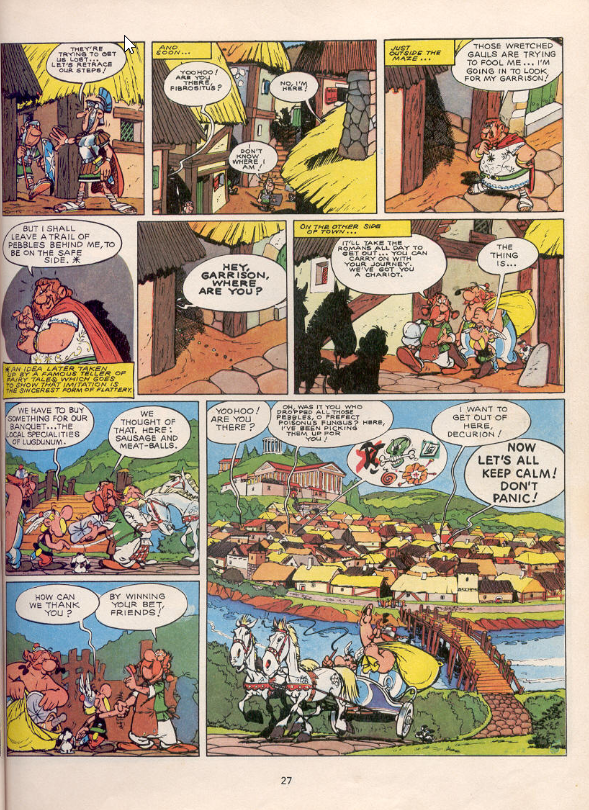 THEY'RE
TRYING TO GET
US LOST...
LET'S RETRACE
OUR STEPS!
AND
SOON...
YOOHOO!
ARE YOU
THERE,
FIBROSITUS?
NO, I'M
HERE!
I
DON'T
KNOW
WHERE I
AM!
JUST
OUTSIDE THE
MAZE...
THOSE WRETCHED
GAULS ARE TRYING
TO FOOL ME... I'M
GOING IN TO LOOK
FOR MY GARRISON!
BUT I SHALL
LEAVE A TRAIL OF
PEBBLES BEHIND ME, TO
BE ON THE SAFE
SIDE. *
* AN IDEA LATER TAKEN
UP BY A FAMOUS TELLER OF
FAIRY TALES, WHICH GOES
TO SHOW THAT IMITATION IS
THE SINCEREST FORM OF FLATTERY.
HEY,
GARRISON,
WHERE
ARE YOU?
ON THE OTHER SIDE
OF TOWN...
IT'LL TAKE THE
ROMANS ALL DAY TO
GET OUT... YOU CAN
CARRY ON WITH
YOUR JOURNEY.
WE'VE GOT YOU
A CHARIOT.
THE
THING
IS...
WE HAVE TO BUY
SOMETHING FOR OUR
BANQUET...THE
LOCAL SPECIALITIES
OF LUGDUNUM.
WE
THOUGHT OF
THAT. HERE:
SAUSAGE AND
MEAT-BALLS.
HOW CAN
WE THANK
YOU?
BY WINNING
YOUR BET,
FRIENDS!
YOOHOO!
ARE YOU
THERE?
OH, WAS IT YOU WHO
DROPPED ALL THOSE
PEBBLES, O PREFECT
POISONUS FUNGUS? HERE,
I'VE BEEN PICKING
THEM UP FOR
YOU!
I WANT TO
GET OUT OF
HERE,
DECURION!
NOW
LET'S ALL
KEEP CALM!
DON'T
PANIC!
27